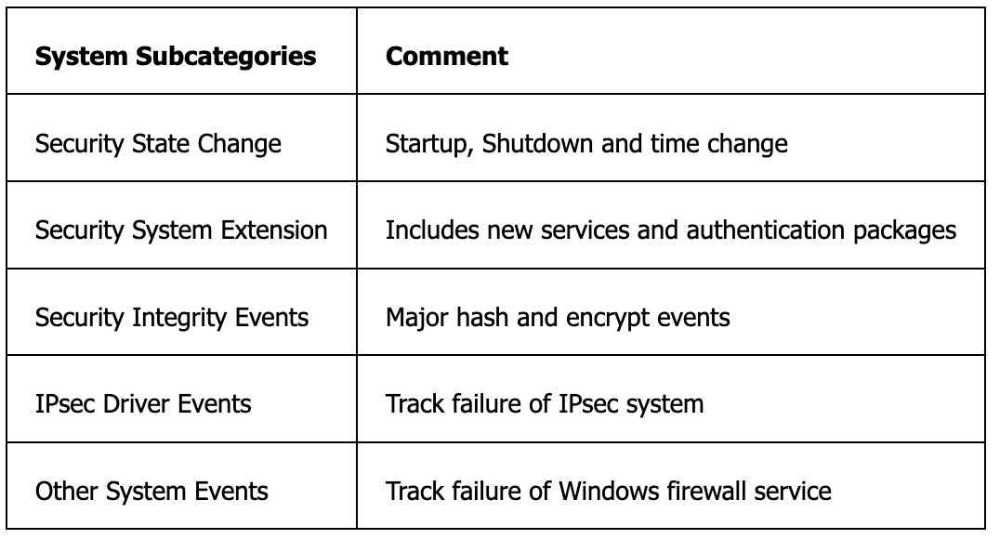 System Subcategories Comment
Security State Change Startup, Shutdown and time change
Security System Extension Includes new services and authentication packages
Security Integrity Events Major hash and encrypt events
IPsec Driver Events Track failure of IPsec system
Other System Events Track failure of Windows firewall service